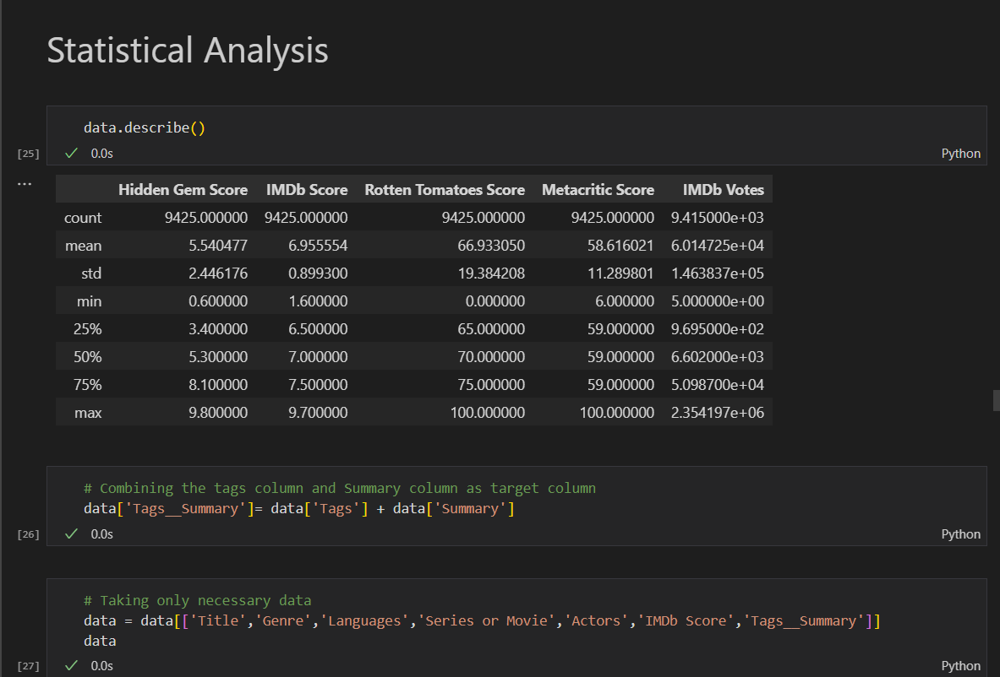 Statistical Analysis
data.describe()
[25] 0.0s Python
...
Hidden Gem Score IMDb Score Rotten Tomatoes Score Metacritic Score IMDb Votes
count 9425.000000 9425.000000 9425.000000 9425.000000 9.415000e+03
mean 5.540477 6.955554 66.933050 58.616021 6.014725e+04
std 2.446176 0.899300 19.384208 11.289801 1.463837e+05
min 0.600000 1.600000 0.000000 6.000000 5.000000e+00
25% 3.400000 6.500000 65.000000 59.000000 9.695000e+02
50% 5.300000 7.000000 70.000000 59.000000 6.602000e+03
75% 8.100000 7.500000 75.000000 59.000000 5.098700e+04
max 9.800000 9.700000 100.000000 100.000000 2.354197e+06
# Combining the tags column and Summary column as target column
data['Tags__Summary']= data['Tags'] + data['Summary']
[26] 0.0s Python
# Taking only necessary data
data = data[['Title','Genre','Languages','Series or Movie','Actors','IMDb Score','Tags__Summary']]
data
[27] 0.0s Python